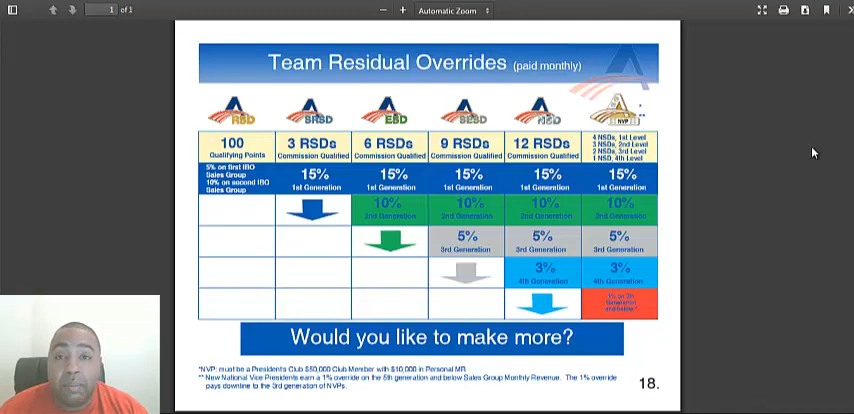 1 of 1
Automatic Zoom
Team Residual Overrides (paid monthly)
RSD SRSD ESD SESD NSD NVP
100 3 RSDs 6 RSDs 9 RSDs 12 RSDs
Qualifying Points Commission Qualified Commission Qualified Commission Qualified Commission Qualified
4 NSDs, 1st Level
3 NSDs, 2nd Level
2 NSDs, 3rd Level
1 NSD, 4th Level
5% on first IBO
Sales Group
10% on second IBO
Sales Group
15% 15% 15% 15% 15%
1st Generation 1st Generation 1st Generation 1st Generation 1st Generation
10% 10% 10% 10%
2nd Generation 2nd Generation 2nd Generation 2nd Generation
5% 5% 5%
3rd Generation 3rd Generation 3rd Generation
3% 3%
4th Generation 4th Generation
1% on 5th
Generation
and below *
Would you like to make more?
*NVP: must be a Presidents Club $50,000 Club Member with $10,000 in Personal MR
** New National Vice Presidents earn a 1% override on the 5th generation and below Sales Group Monthly Revenue. The 1% override
pays downline to the 3rd generation of NVPs.
18.